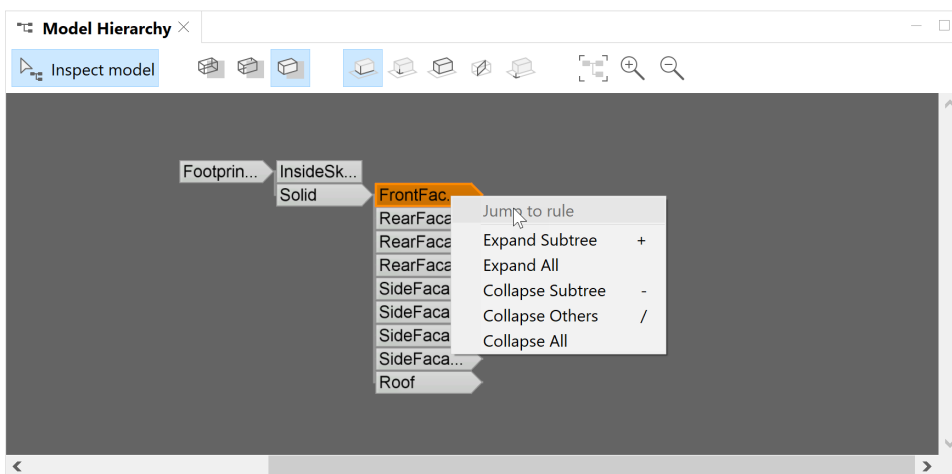 Model Hierarchy
Inspect model
Footprin...
InsideSk...
Solid
FrontFac...
RearFaca
RearFaca
RearFaca
SideFaca
SideFaca
SideFaca
SideFaca...
Roof
Jump to rule
Expand Subtree +
Expand All
Collapse Subtree -
Collapse Others /
Collapse All